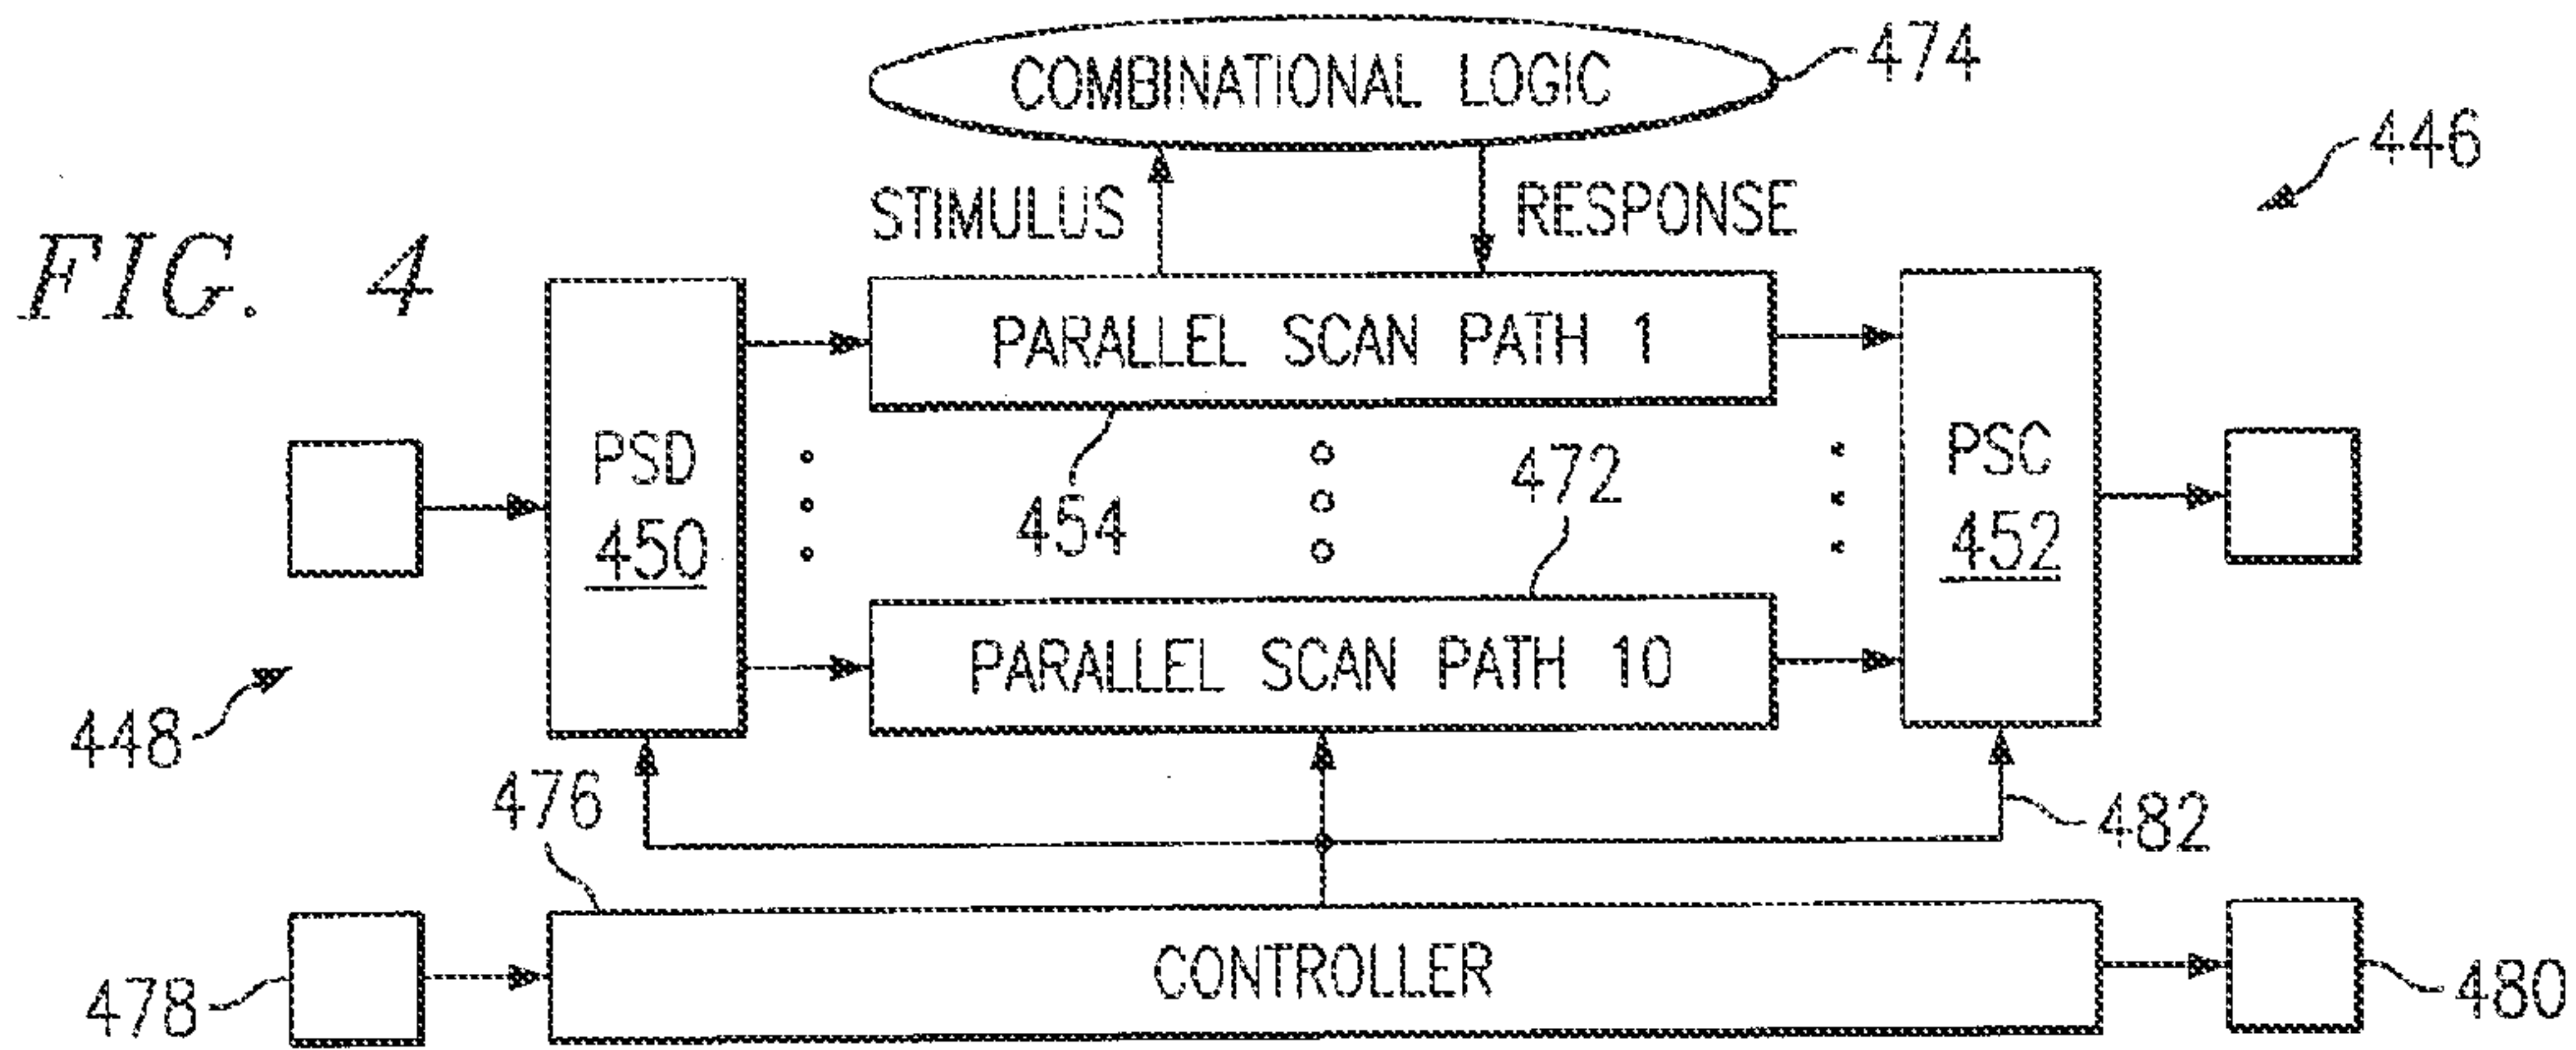 COMBINATIONAL LOGIC
474
446
STIMULUS
RESPONSE
FIG. 4
PARALLEL SCAN PATH 1
PSD
450
454
472
PSC
452
PARALLEL SCAN PATH 10
448
476
482
CONTROLLER
478
480